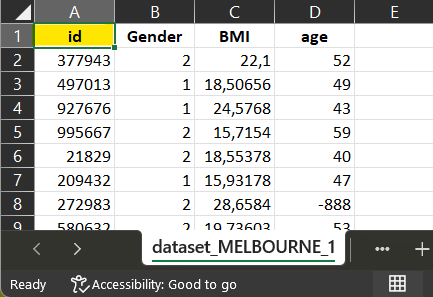 A B C D E
1 id Gender BMI age
2 377943 2 22,1 52
3 497013 1 18,50656 49
4 927676 1 24,5768 43
5 995667 2 15,7154 59
6 21829 2 18,55378 40
7 209432 1 15,93178 47
8 272983 2 28,6584 -888
9 580632 2 19,73603 53
dataset_MELBOURNE_1
Ready Accessibility: Good to go